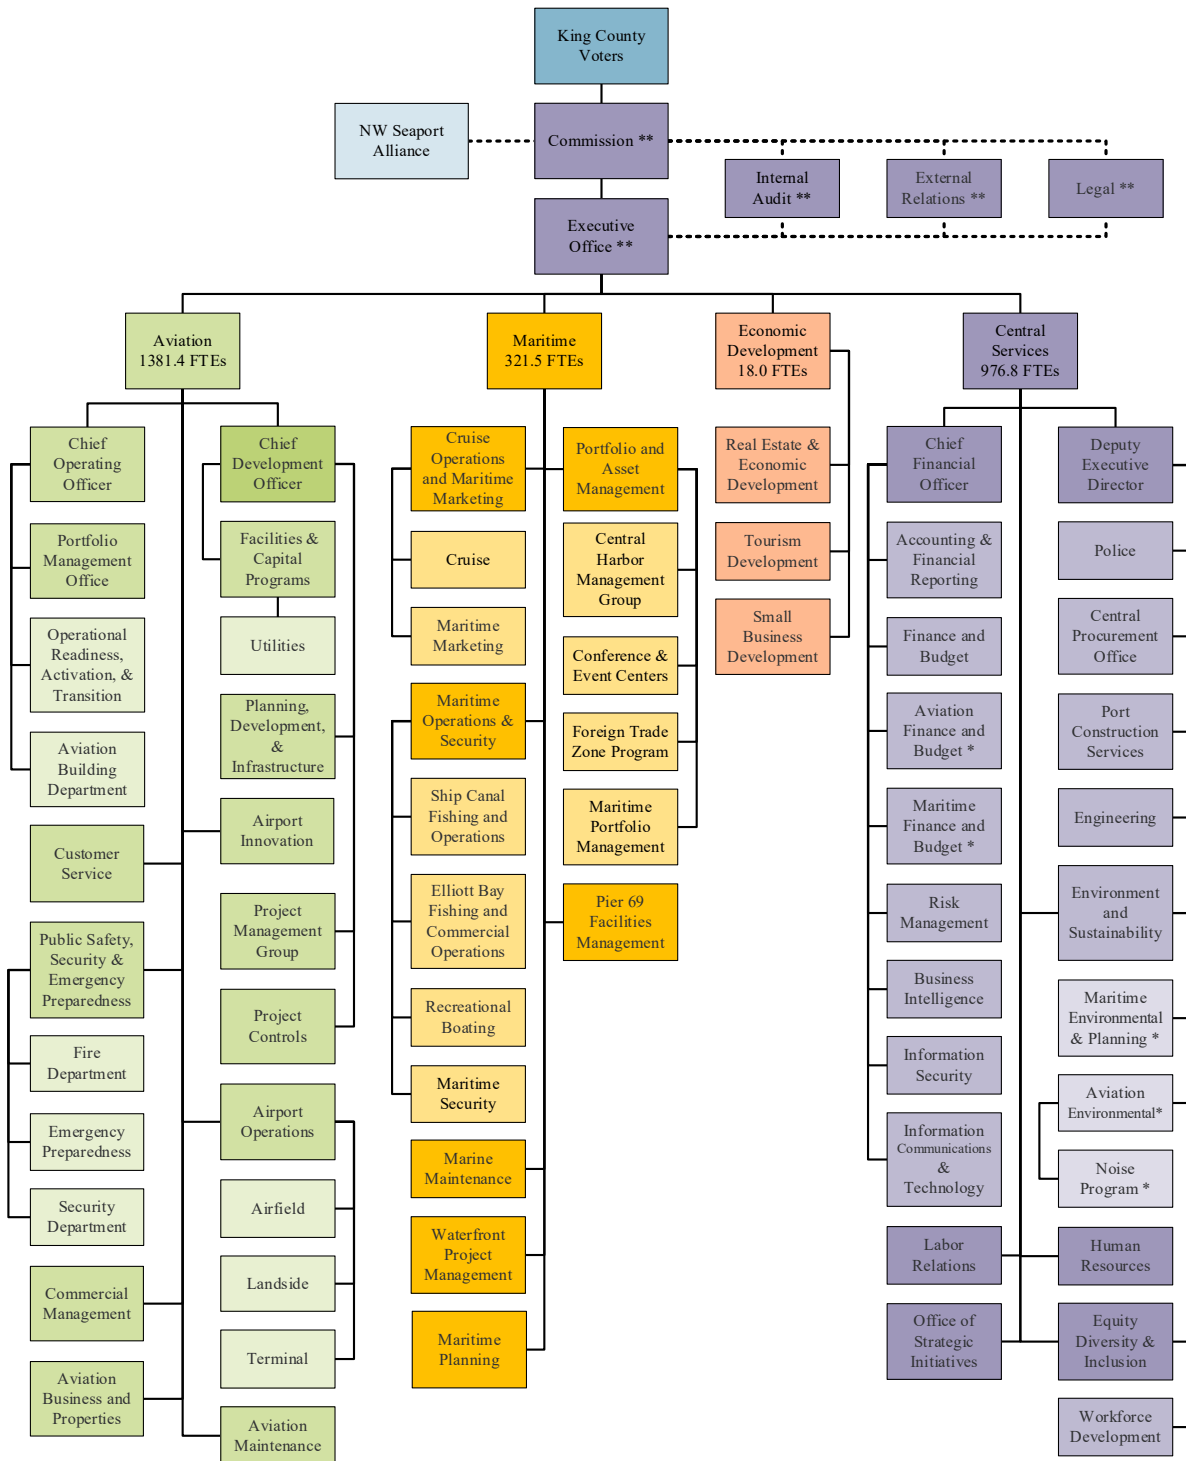 King County
Voters
NW Seaport
Alliance
Commission **
Internal
Audit **
External
Relations **
Legal **
Executive
Office **
Aviation
1381.4 FTEs
Maritime
321.5 FTEs
Economic
Development
18.0 FTEs
Central
Services
976.8 FTEs
Chief
Operating
Officer
Portfolio
Management
Office
Operational
Readiness,
Activation, &
Transition
Aviation
Building
Department
Customer
Service
Public Safety,
Security &
Emergency
Preparedness
Fire
Department
Emergency
Preparedness
Security
Department
Commercial
Management
Aviation
Business and
Properties
Chief
Development
Officer
Facilities &
Capital
Programs
Utilities
Planning,
Development,
&
Infrastructure
Airport
Innovation
Project
Management
Group
Project
Controls
Airport
Operations
Airfield
Landside
Terminal
Aviation
Maintenance
Cruise
Operations
and Maritime
Marketing
Cruise
Maritime
Marketing
Maritime
Operations &
Security
Ship Canal
Fishing and
Operations
Elliott Bay
Fishing and
Commercial
Operations
Recreational
Boating
Maritime
Security
Marine
Maintenance
Waterfront
Project
Management
Maritime
Planning
Portfolio and
Asset
Management
Central
Harbor
Management
Group
Conference &
Event Centers
Foreign Trade
Zone Program
Maritime
Portfolio
Management
Pier 69
Facilities
Management
Real Estate &
Economic
Development
Tourism
Development
Small
Business
Development
Chief
Financial
Officer
Accounting &
Financial
Reporting
Finance and
Budget
Aviation
Finance and
Budget *
Maritime
Finance and
Budget *
Risk
Management
Business
Intelligence
Information
Security
Information
Communications
&
Technology
Labor
Relations
Office of
Strategic
Initiatives
Deputy
Executive
Director
Police
Central
Procurement
Office
Port
Construction
Services
Engineering
Environment
and
Sustainability
Maritime
Environmental
& Planning *
Aviation
Environmental*
Noise
Program *
Human
Resources
Equity
Diversity &
Inclusion
Workforce
Development